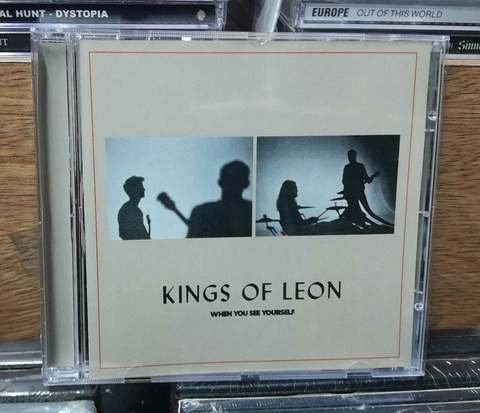 AL HUNT - DYSTOPIA
EUROPE OUT OF THIS WORLD
KINGS OF LEON
WHEN YOU SEE YOURSELF